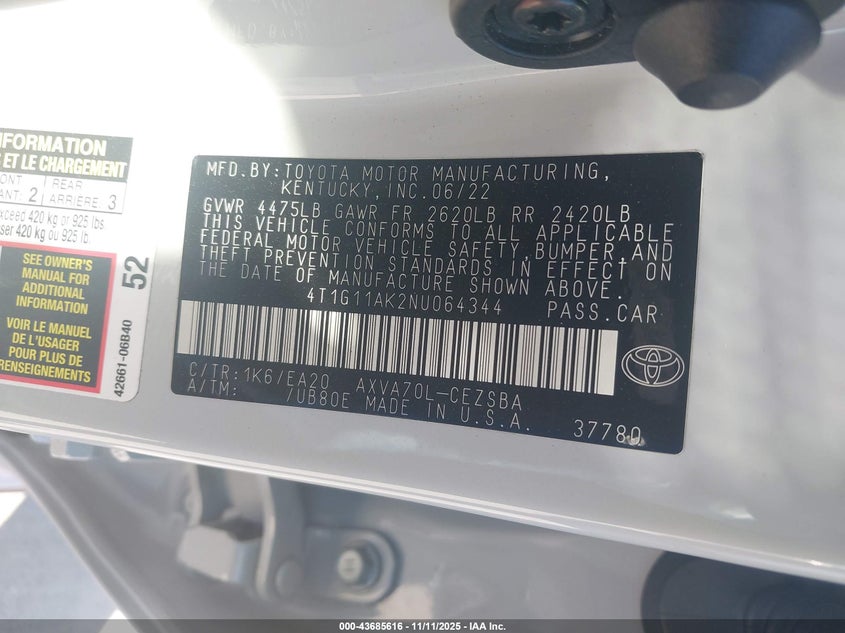 NFORMATION
ET LE CHARGEMENT
ONT
ANT: 2
REAR
ARRIERE: 3
xceed 420 kg or 925 lbs
ser 420 kg ou 925 lb.
SEE OWNER'S
MANUAL FOR
ADDITIONAL
INFORMATION
VOIR LE MANUEL
DE L'USAGER
POUR PLUS DE
RENSEIGNEMENTS
52
42661-06B40
MFD.BY:TOYOTA MOTOR MANUFACTURING,
KENTUCKY, INC.06/22
GVWR 4475LB GAWR FR 2620LB RR 2420LB
THIS VEHICLE CONFORMS TO ALL APPLICABLE
FEDERAL MOTOR VEHICLE SAFETY,BUMPER,AND
THEFT PREVENTION STANDARDS IN EFFECT ON
THE DATE OF MANUFACTURE SHOWN ABOVE.
4T1G11AK2NU064344 PASS.CAR
C/TR:1K6/EA20 AXVA70L-CEZSBA
A/TM: /UB80E MADE IN U.S.A.
37780
000-43685616 - 11/11/2025 - IAA Inc.